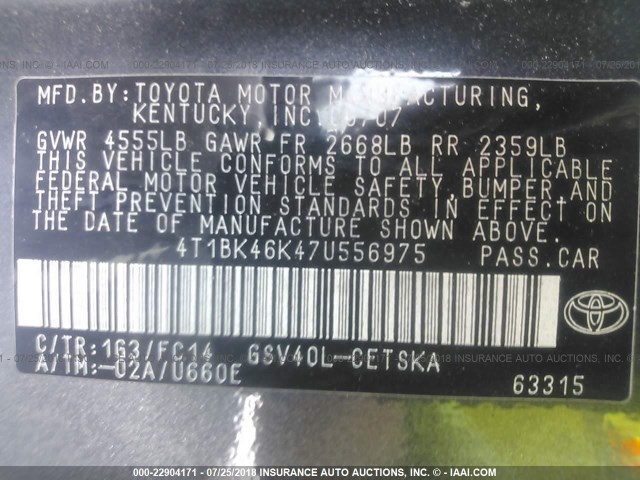 MFD.BY:TOYOTA MOTOR MANUFACTURING,
KENTUCKY, INC. /07
GVWR 4555LB GAWR FR 2668LB RR 2359LB
THIS VEHICLE CONFORMS TO ALL APPLICABLE
FEDERAL MOTOR VEHICLE SAFETY, BUMPER AND
THEFT PREVENTION STANDARDS IN EFFECT ON
THE DATE OF MANUFACTURE SHOWN ABOVE.
4T1BK46K47U556975 PASS.CAR
C/TR:163/FC14 GSV40L-CETSKA
A/TM:-02A/U660E
63315
000-22904171 - 07/25/2018 INSURANCE AUTO AUCTIONS, INC. - © - IAAI.COM